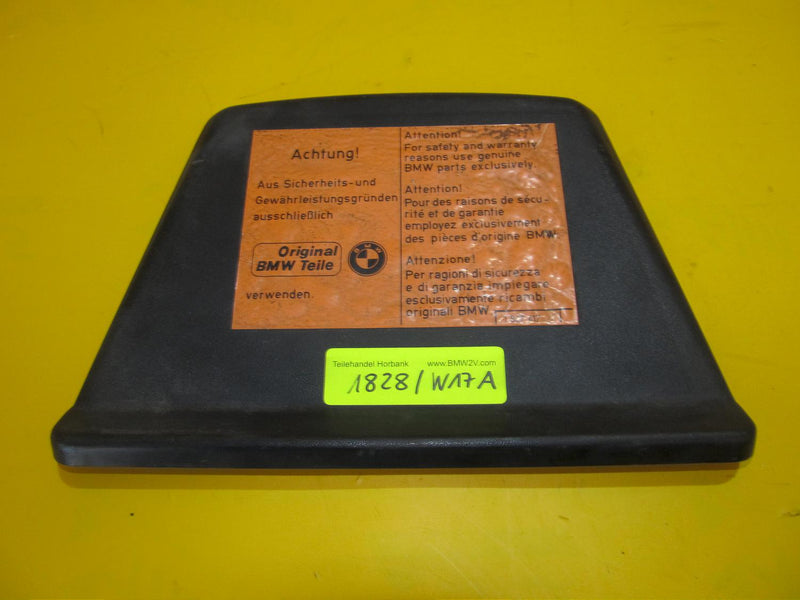 Achtung!
Aus Sicherheits-und
Gewährleistungsgründen
ausschließlich
Original
BMW Teile
BMW
verwenden.
Attention!
For safety and warranty
reasons use genuine
BMW parts exclusively.
Attention!
Pour des raisons de sécu-
rité et de garantie
employez exclusivement
des pièces d'origine BMW
Attenzione!
Per ragioni di sicurezza
e di garanzia impiegare
esclusivamente ricambi
originali BMW
Teilehandel Horbank www.BMW2V.com
1828/W17A